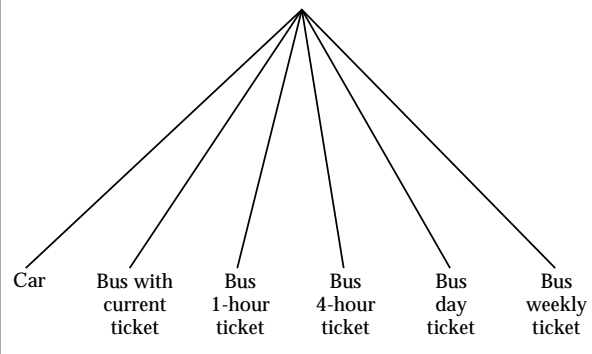 Car
Bus with
current
ticket
Bus
1-hour
ticket
Bus
4-hour
ticket
Bus
day
ticket
Bus
weekly
ticket